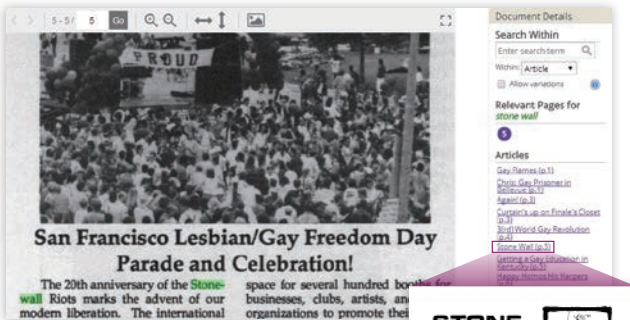 5 - 5 / 5 Go
Document Details
Search Within
Enter search term
Within: Article
Allow variations
Relevant Pages for
stone wall
5
Articles
Gay Flames (p.1)
Christ: Gay Prisoner in
Bellevue (p.1)
Again! (p.3)
Curtain's up on Finale's Closet
(p.3)
3(rd) World Gay Revolution
(p.4)
Stone Wall (p.5)
Getting a Gay Education in
Kentucky (p.5)
PROUD
San Francisco Lesbian/Gay Freedom Day
Parade and Celebration!
The 20th anniversary of the Stone-
wall Riots marks the advent of our
modern liberation. The international
space for several hundred booths for
businesses, clubs, artists, and
organizations to promote their
STONE